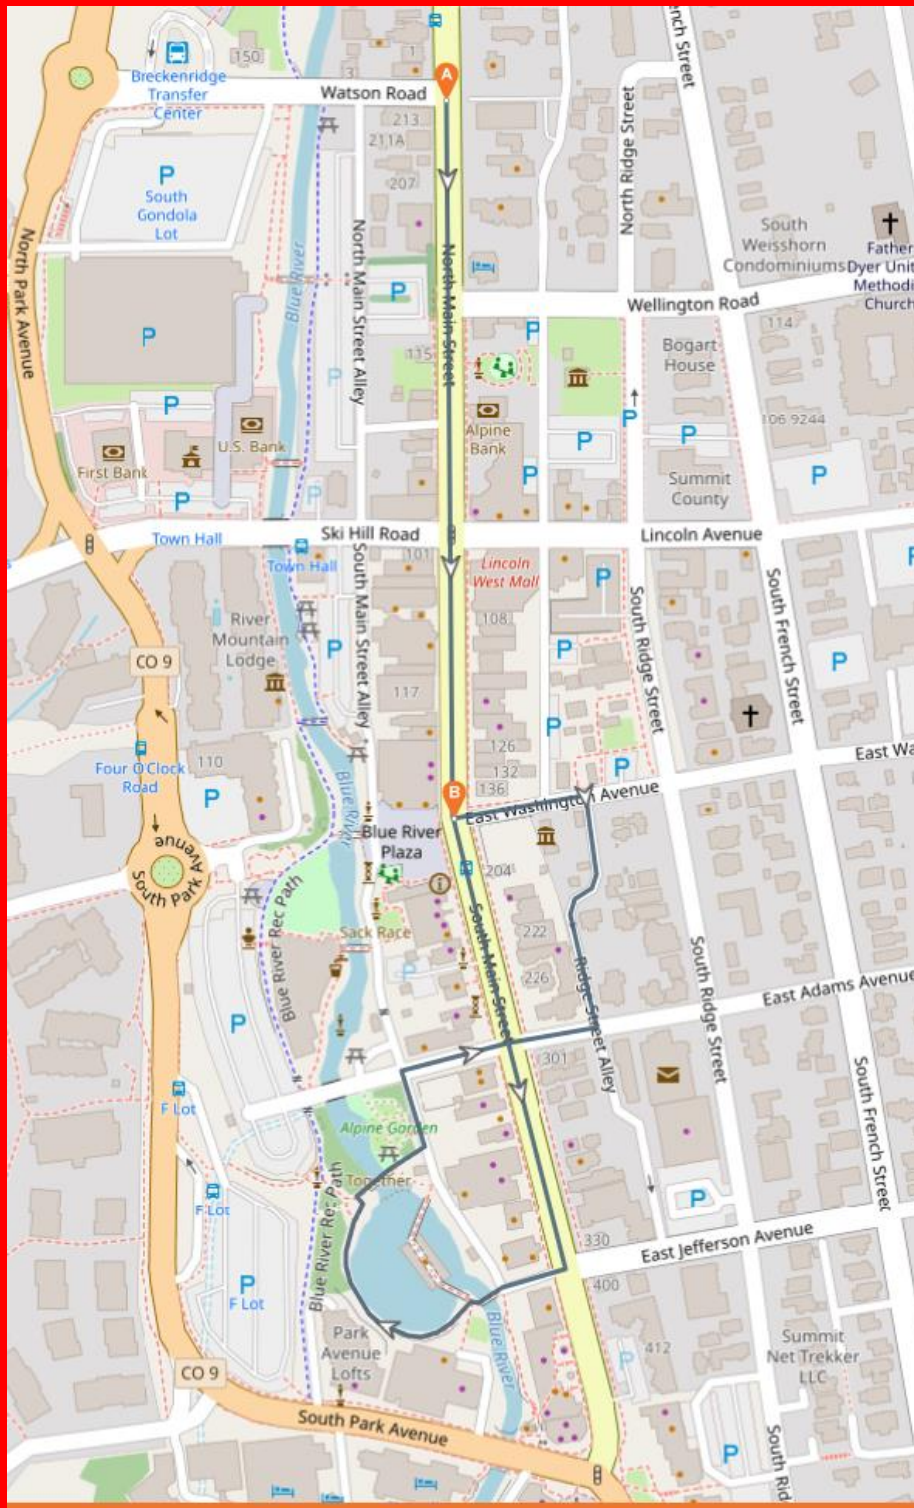 ench Street
150
Breckenridge
Transfer
Center
A
Watson Road
213
211A
207
P
South
Gondola
Lot
North Ridge Street
South
Weisshorn
Condominiums
Father
Dyer Unit
Methodi
Church
North Park Avenue
Blue River
North Main Street Alley
P
North Main Street
Wellington Road
P
P
115
P
P
Bogart
House
114
P
U.S. Bank
First Bank
P
P
Alpine
Bank
P
P
P
P
106 9244
P
Summit
County
Ski Hill Road
Lincoln Avenue
Town Hall
Town Hall
101
Lincoln
West Mall
P
P
108
River
Mountain
Lodge
P
South Main Street Alley
P
South Ridge Street
South French Street
P
CO 9
117
126
P
132
136
P
Four O'Clock
Road
110
P
B
East Washington Avenue
East Wa
Blue River
Blue River
Plaza
204
South Park Avenue
Blue River Rec Path
Sack Race
222
226
P
South Main Street
Ridge Street Alley
South Ridge Street
East Adams Avenue
P
301
South French Street
F Lot
Alpine Garden
Together
F Lot
Blue River Rec Path
P
P
F Lot
330
East Jefferson Avenue
400
Park
Avenue
Lofts
Blue River
412
P
Summit
Net Trekker
LLC
CO 9
South Park Avenue
41
P
South Rid